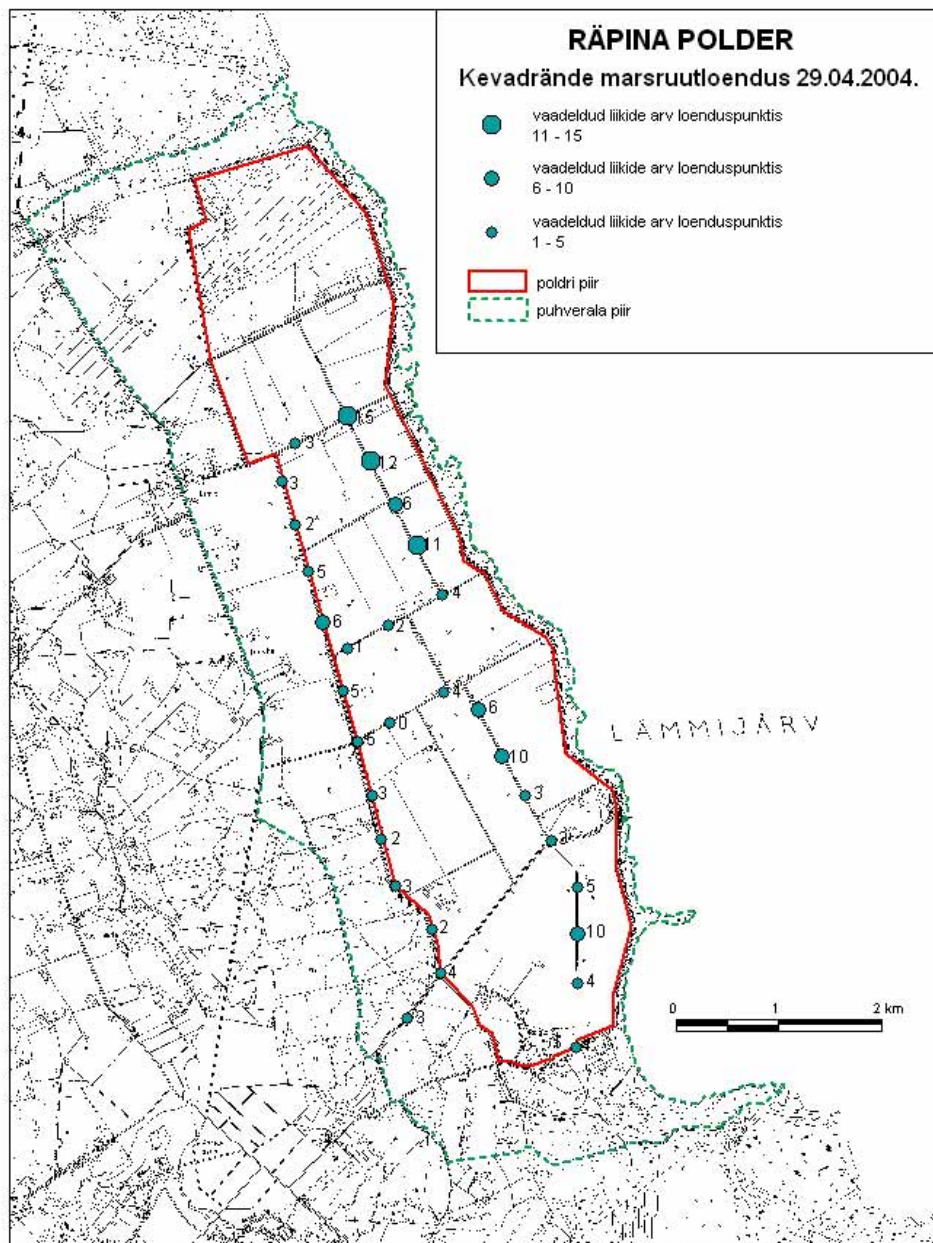 RÄPINA POLDER
Kevadrände marsruutloendus 29.04.2004.
vaadeldud liikide arv loenduspunktis
11 - 15
vaadeldud liikide arv loenduspunktis
6 - 10
vaadeldud liikide arv loenduspunktis
1 - 5
poldri piir
puhverala piir
15
3
12
3
6
2
11
5
4
6
2
1
5
4
6
0
5
10
3
3
2
3
3
5
2
10
4
4
3
LÄMMIJÄRV
0 1 2 km